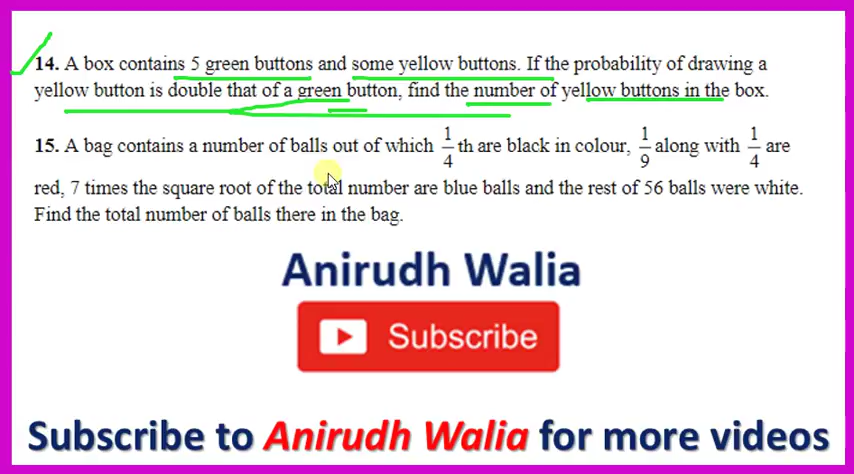 14. A box contains 5 green buttons and some yellow buttons. If the probability of drawing a
yellow button is double that of a green button, find the number of yellow buttons in the box.
15. A bag contains a number of balls out of which 1/4 th are black in colour, 1/9 along with 1/4 are
red, 7 times the square root of the total number are blue balls and the rest of 56 balls were white.
Find the total number of balls there in the bag.
Anirudh Walia
Subscribe
Subscribe to Anirudh Walia for more videos